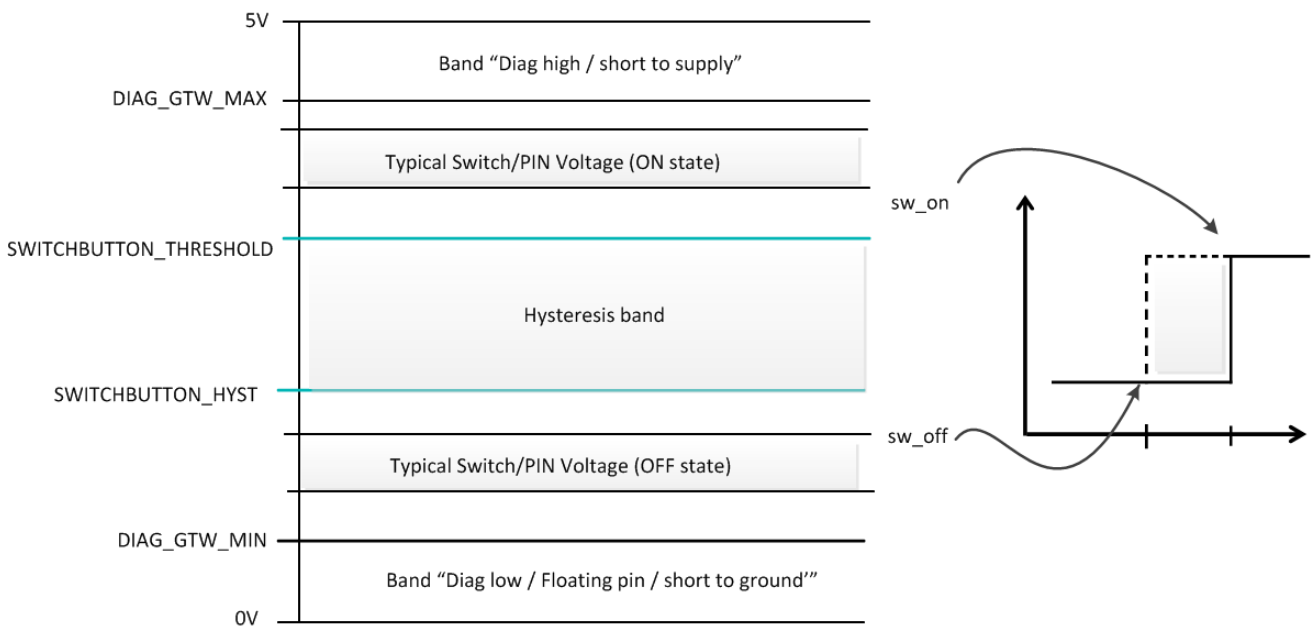 5V
Band “Diag high / short to supply”
DIAG_GTW_MAX
Typical Switch/PIN Voltage (ON state)
sw_on
SWITCHBUTTON_THRESHOLD
Hysteresis band
SWITCHBUTTON_HYST
sw_off
Typical Switch/PIN Voltage (OFF state)
DIAG_GTW_MIN
Band “Diag low / Floating pin / short to ground’”
0V